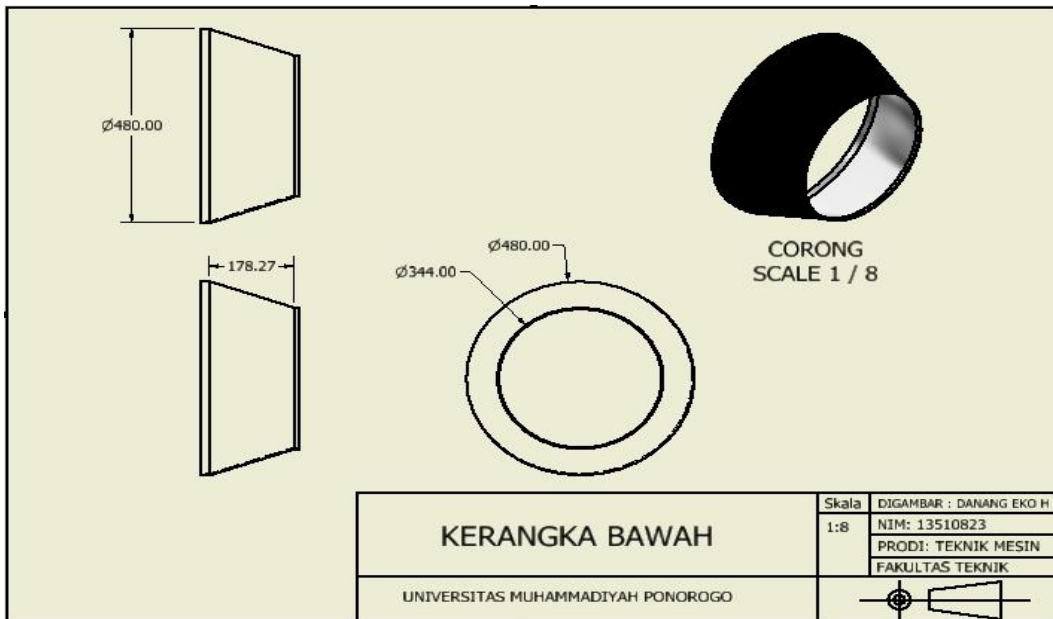 Ø480.00
178.27
Ø480.00
Ø344.00
CORONG
SCALE 1 / 8
KERANGKA BAWAH
Skala
1:8
DIGAMBAR : DANANG EKO H
NIM: 13510823
PRODI: TEKNIK MESIN
FAKULTAS TEKNIK
UNIVERSITAS MUHAMMADIYAH PONOROGO